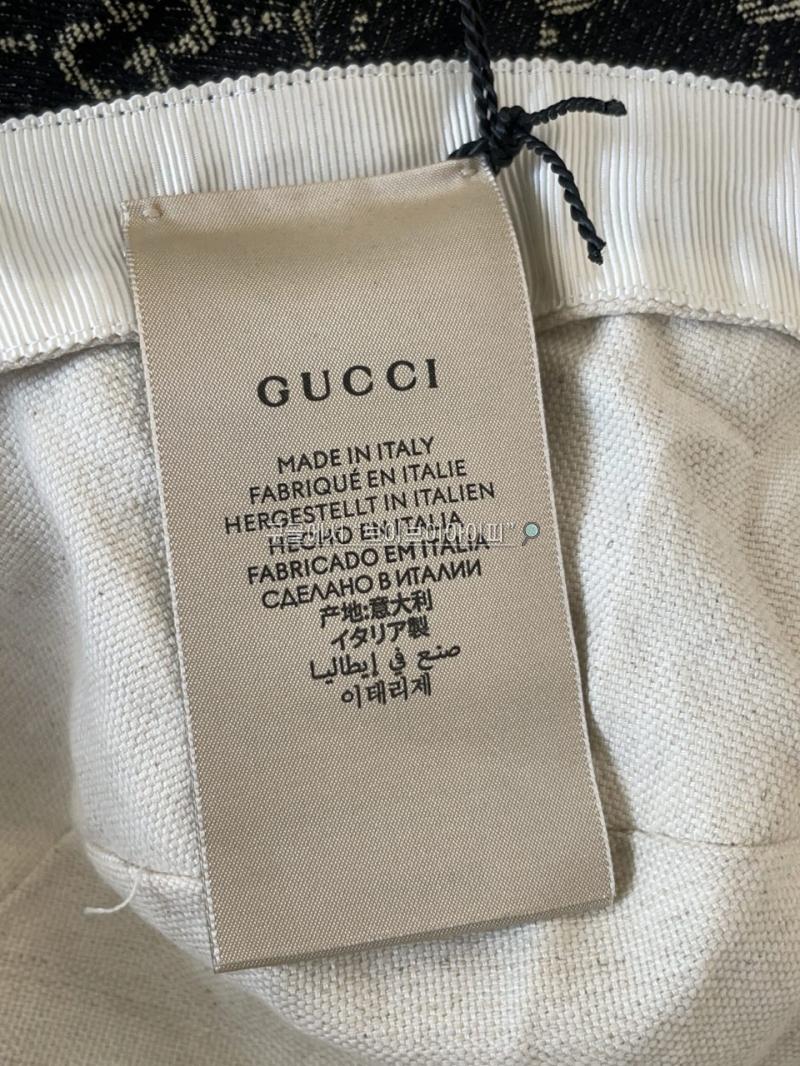 GUCCI
MADE IN ITALY
FABRIQUÉ EN ITALIE
HERGESTELLT IN ITALIEN
HECHO EN ITALIA
FABRICADO EM ITALIA
СДЕЛАНО В ИТАЛИИ
产地:意大利
イタリア製
صنع في إيطاليا
이태리제